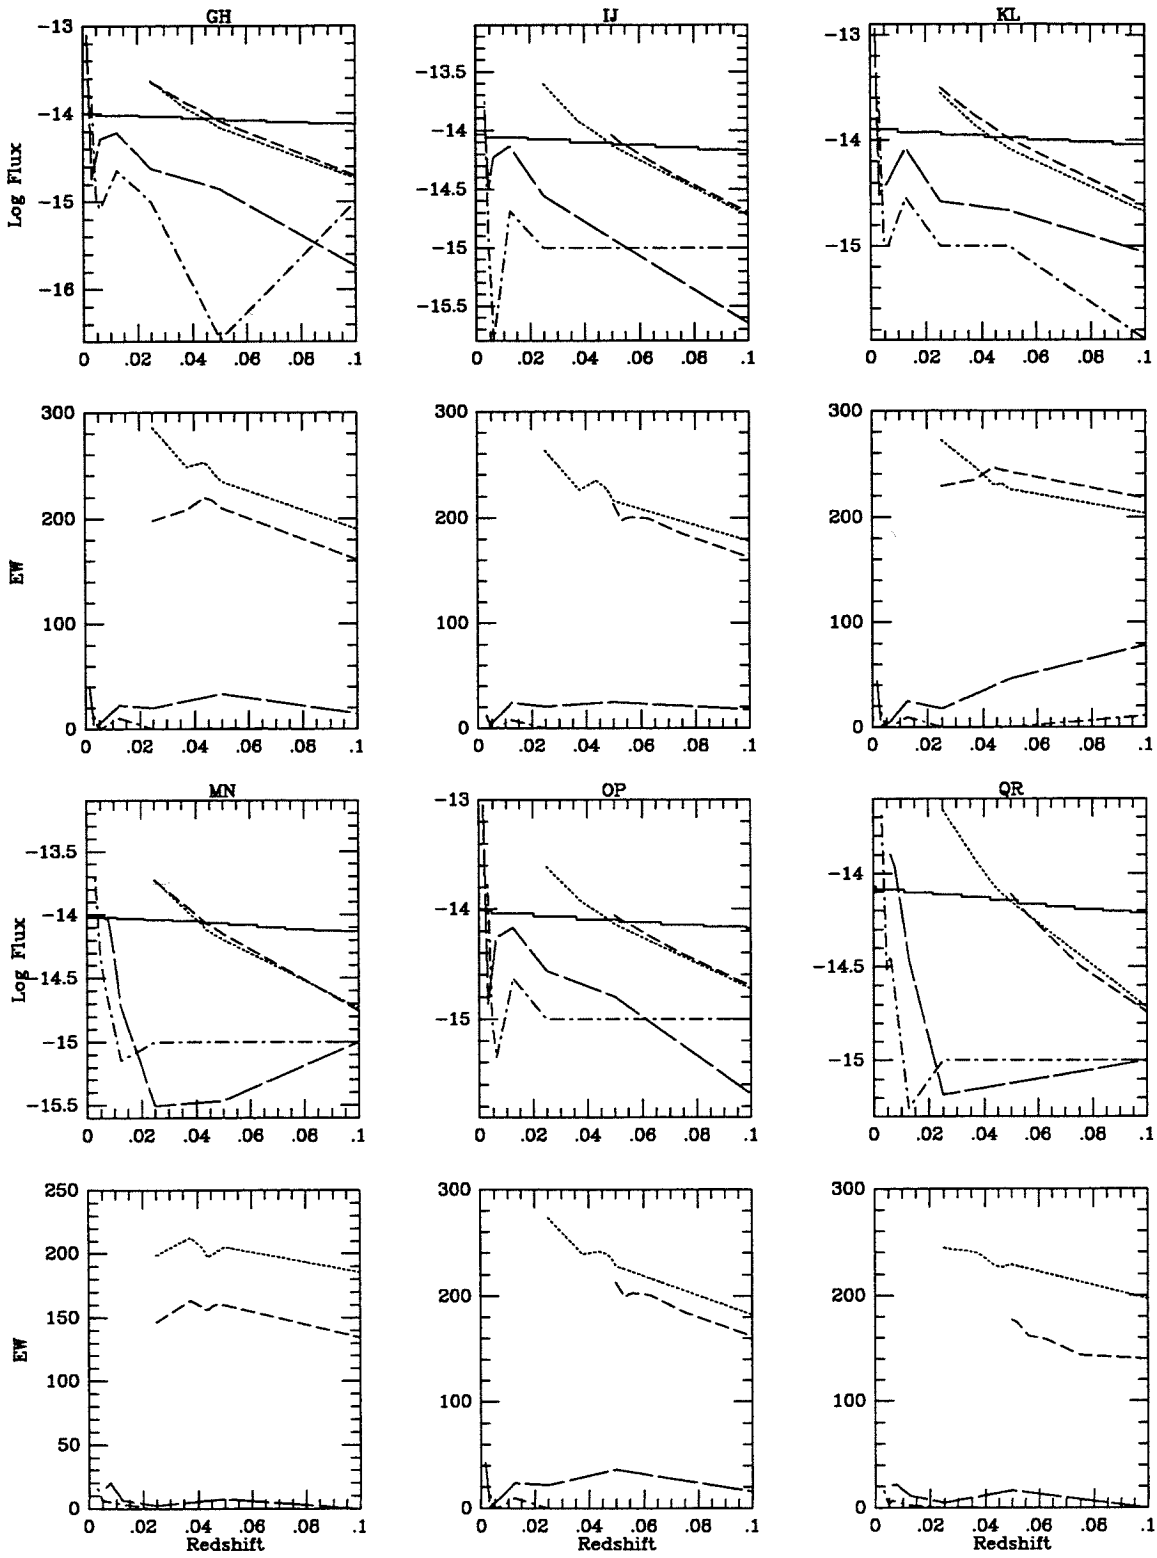 GH IJ KL
-13 -14 -15 -16
Log Flux
0 .02 .04 .06 .08 .1
-13.5 -14 -14.5 -15 -15.5
0 .02 .04 .06 .08 .1
-13 -14 -15
0 .02 .04 .06 .08 .1
300 200 100 0
EW
0 .02 .04 .06 .08 .1
300 200 100 0
0 .02 .04 .06 .08 .1
300 200 100 0
0 .02 .04 .06 .08 .1
MN OP QR
-13.5 -14 -14.5 -15 -15.5
Log Flux
0 .02 .04 .06 .08 .1
-13 -14 -15
0 .02 .04 .06 .08 .1
-14 -14.5 -15
0 .02 .04 .06 .08 .1
250 200 150 100 50 0
EW
0 .02 .04 .06 .08 .1
Redshift
300 200 100 0
0 .02 .04 .06 .08 .1
Redshift
300 200 100 0
0 .02 .04 .06 .08 .1
Redshift